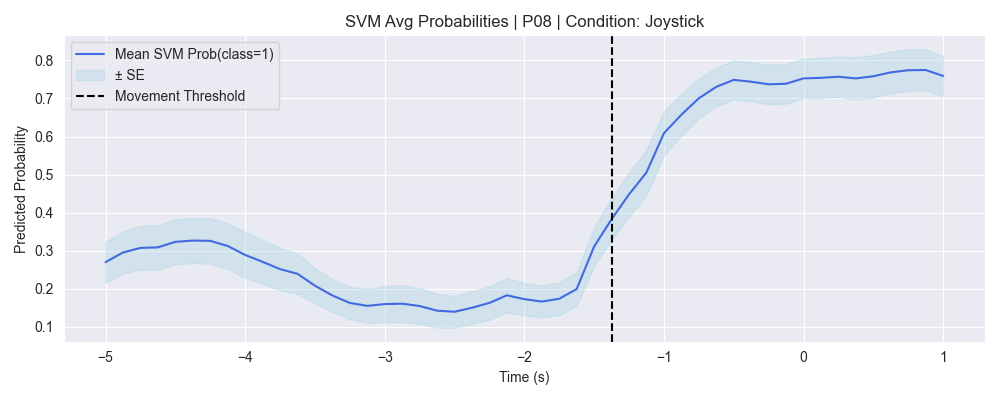 SVM Avg Probabilities | P08 | Condition: Joystick
Mean SVM Prob(class=1)
± SE
Movement Threshold
Predicted Probability
0.8
0.7
0.6
0.5
0.4
0.3
0.2
0.1
−5 −4 −3 −2 −1 0 1
Time (s)